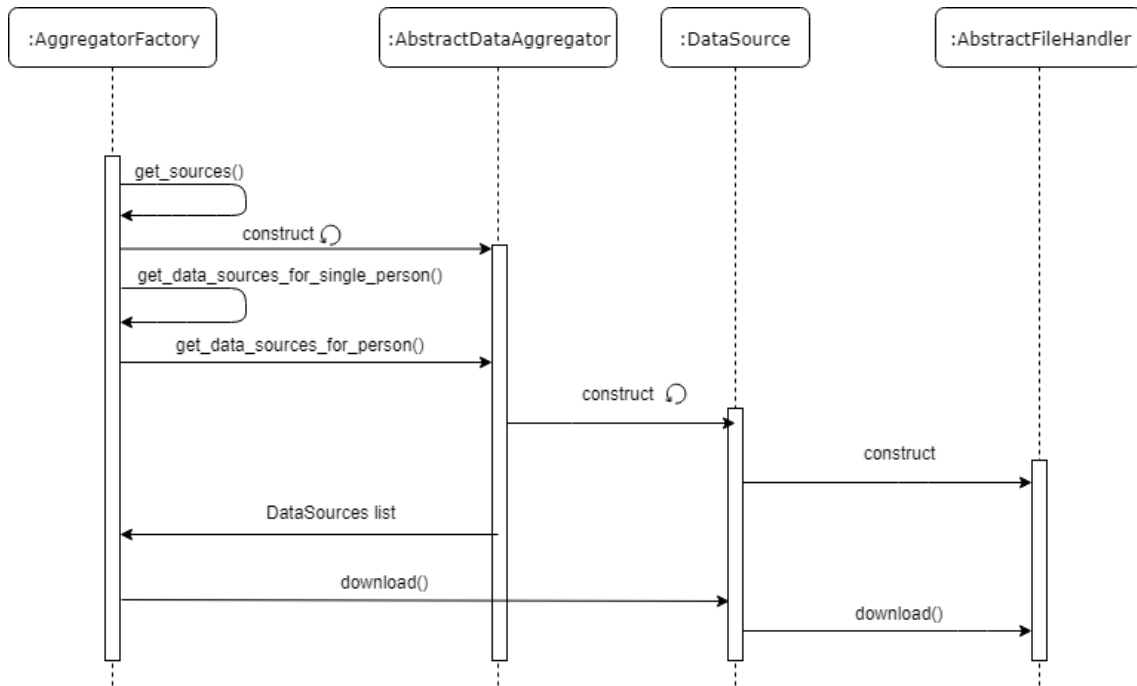 :AggregatorFactory
:AbstractDataAggregator
:DataSource
:AbstractFileHandler
get_sources()
construct
get_data_sources_for_single_person()
get_data_sources_for_person()
construct
construct
DataSources list
download()
download()